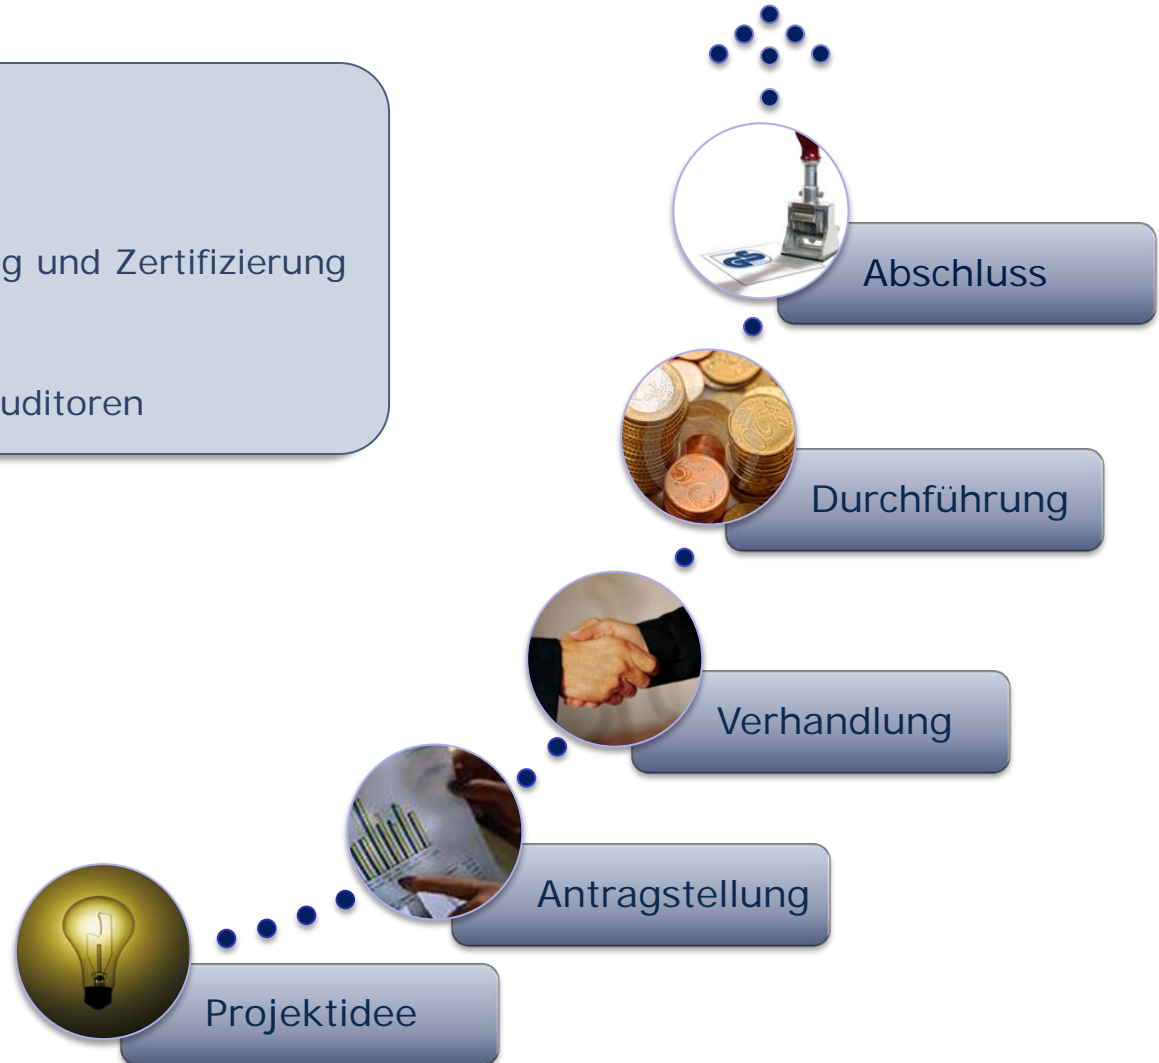 g und Zertifizierung
uditoren
Abschluss
Durchführung
Verhandlung
Antragstellung
Projektidee